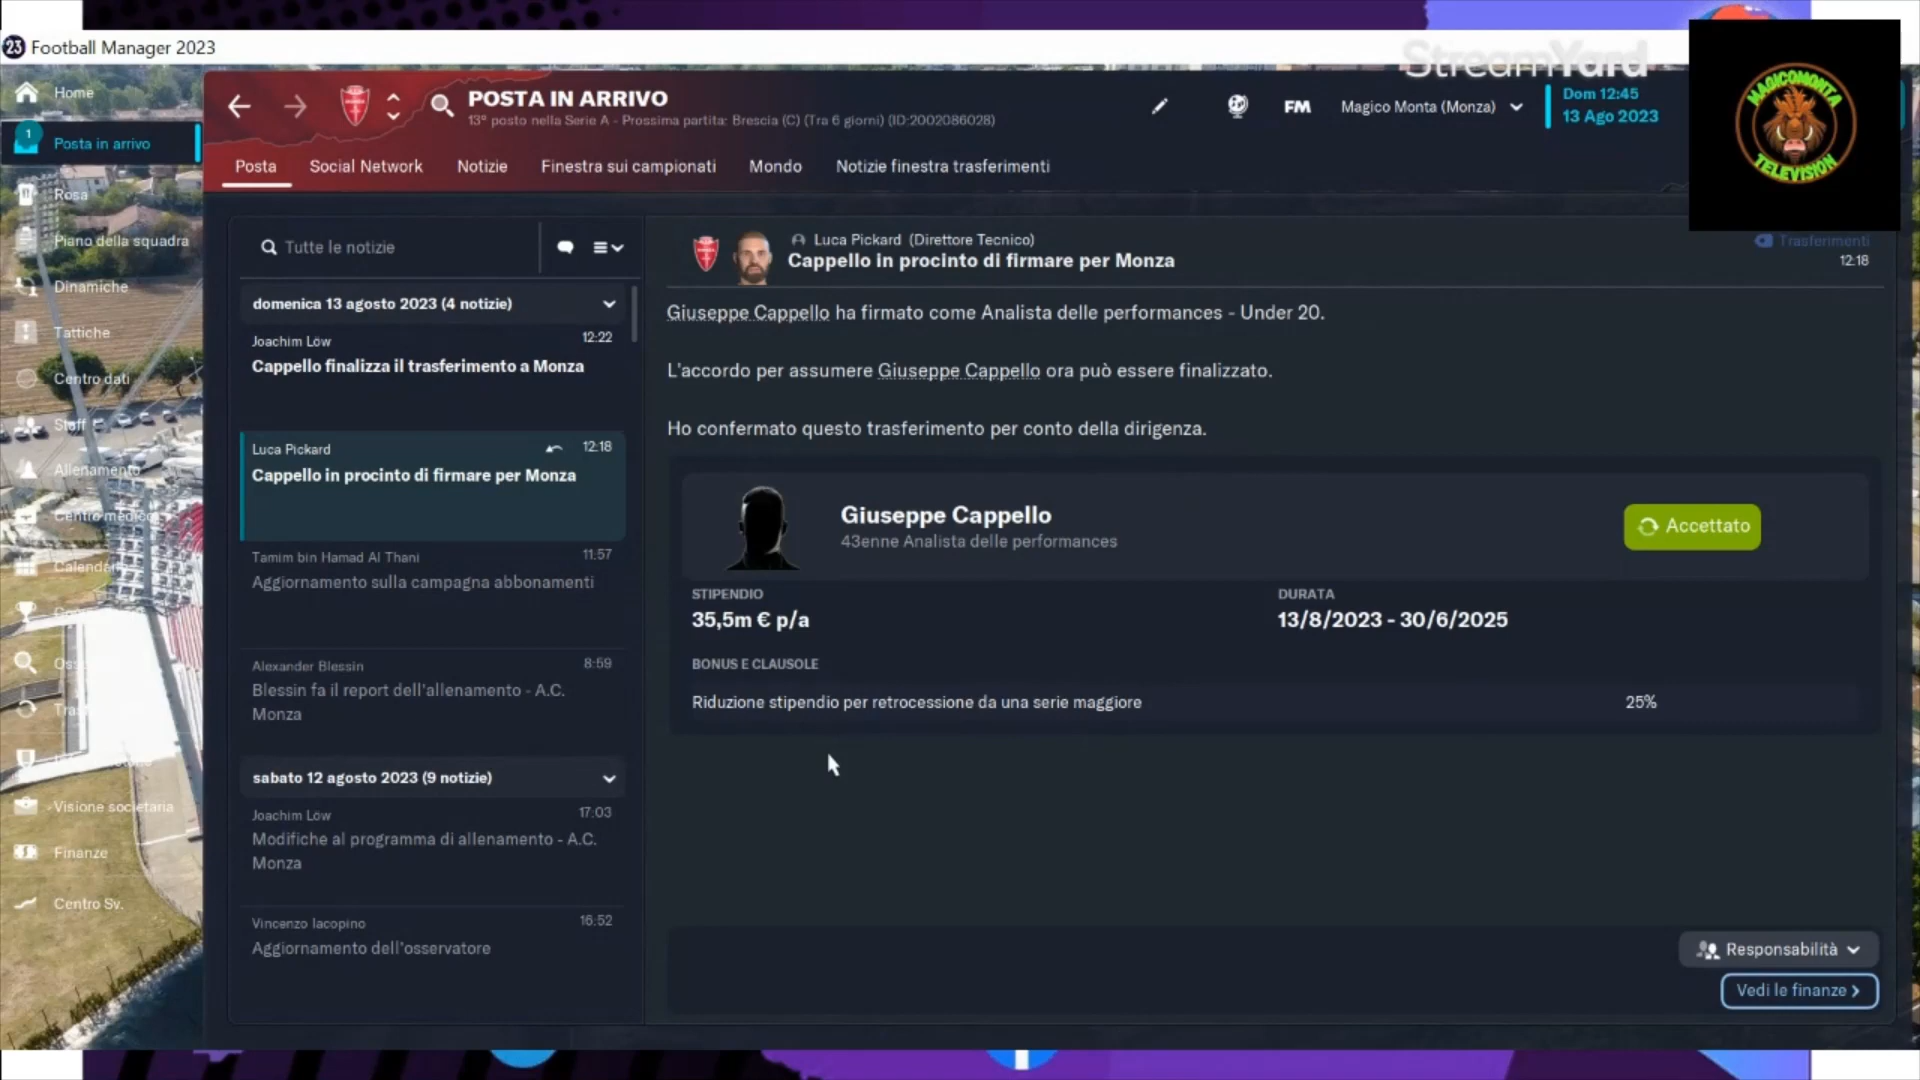 StreamYard
23 Football Manager 2023
MAGICOMONTA
TELEVISION
POSTA IN ARRIVO
13° posto nella Serie A - Prossima partita: Brescia (C) (Tra 6 giorni) (ID:2002086028)
FM
Magico Monta (Monza)
Dom 12:45
13 Ago 2023
Posta
Social Network
Notizie
Finestra sui campionati
Mondo
Notizie finestra trasferimenti
Home
1
Posta in arrivo
Rosa
Piano della squadra
Dinamiche
Tattiche
Centro dati
Staff
Allenamento
Centro medico
Calendario
Visione societaria
Finanze
Centro Sv.
Tutte le notizie
domenica 13 agosto 2023 (4 notizie)
Joachim Löw
12:22
Cappello finalizza il trasferimento a Monza
Luca Pickard
12:18
Cappello in procinto di firmare per Monza
Tamim bin Hamad Al Thani
11:57
Aggiornamento sulla campagna abbonamenti
Alexander Blessin
8:59
Blessin fa il report dell'allenamento - A.C.
Monza
sabato 12 agosto 2023 (9 notizie)
Joachim Löw
17:03
Modifiche al programma di allenamento - A.C.
Monza
Vincenzo Iacopino
16:52
Aggiornamento dell'osservatore
Luca Pickard (Direttore Tecnico)
Cappello in procinto di firmare per Monza
Trasferimenti
12:18
Giuseppe Cappello ha firmato come Analista delle performances - Under 20.
L'accordo per assumere Giuseppe Cappello ora può essere finalizzato.
Ho confermato questo trasferimento per conto della dirigenza.
Giuseppe Cappello
43enne Analista delle performances
Accettato
STIPENDIO
35,5m € p/a
DURATA
13/8/2023 - 30/6/2025
BONUS E CLAUSOLE
Riduzione stipendio per retrocessione da una serie maggiore
25%
Responsabilità
Vedi le finanze